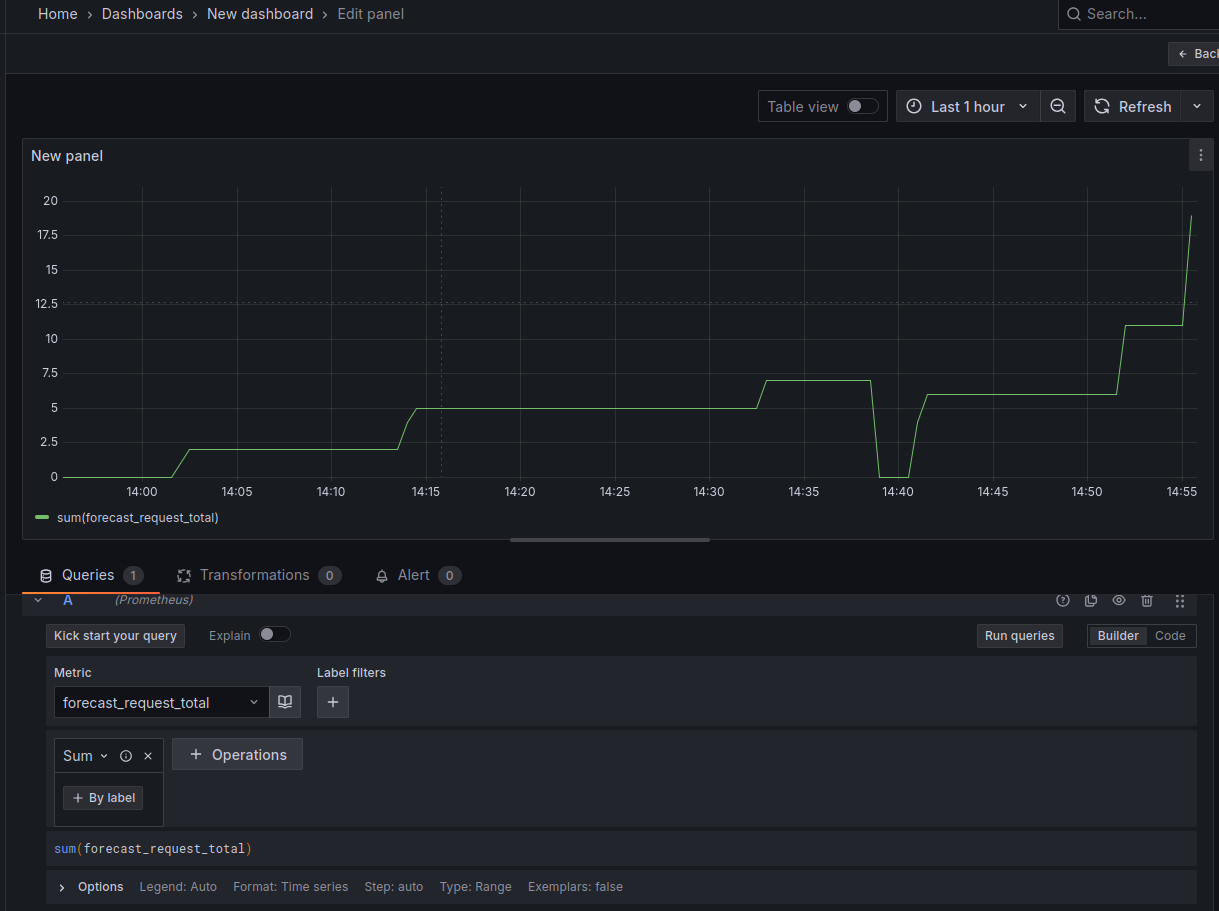 Home › Dashboards › New dashboard › Edit panel
Search...
← Back
Table view
Last 1 hour
Refresh
New panel
20
17.5
15
12.5
10
7.5
5
2.5
0
14:00 14:05 14:10 14:15 14:20 14:25 14:30 14:35 14:40 14:45 14:50 14:55
sum(forecast_request_total)
Queries 1 Transformations 0 Alert 0
A (Prometheus)
Kick start your query Explain Run queries Builder Code
Metric Label filters
forecast_request_total +
Sum + Operations
+ By label
sum(forecast_request_total)
Options Legend: Auto Format: Time series Step: auto Type: Range Exemplars: false